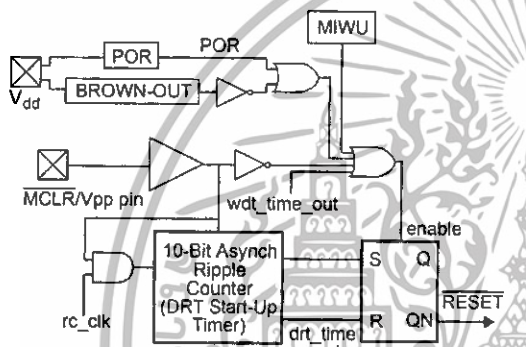 MIWU
POR
POR
Vdd
BROWN-OUT
MCLR/Vpp pin
wdt_time_out
enable
10-Bit Asynch
Ripple
Counter
(DRT Start-Up
Timer)
S Q
RESET
R QN
rc_clk
drt_time